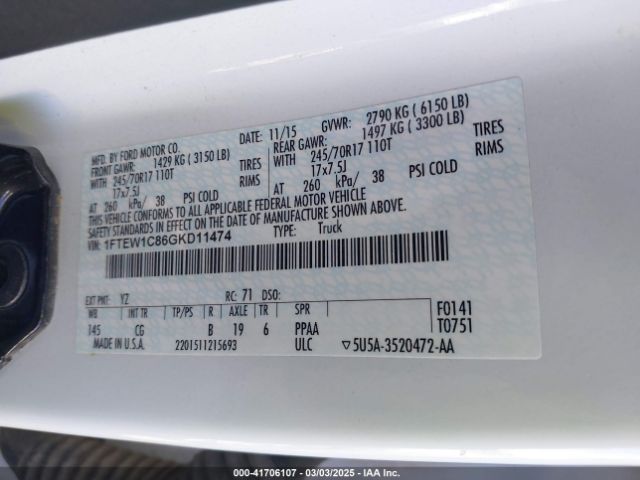 MFD. BY FORD MOTOR CO.
DATE: 11/15 GVWR: 2790 KG ( 6150 LB)
FRONT GAWR: 1429 KG ( 3150 LB) REAR GAWR: 1497 KG ( 3300 LB)
WITH 245/70R17 110T TIRES WITH 245/70R17 110T TIRES
17x7.5J RIMS 17x7.5J RIMS
AT 260 kPa/ 38 PSI COLD AT 260 kPa/ 38 PSI COLD
THIS VEHICLE CONFORMS TO ALL APPLICABLE FEDERAL MOTOR VEHICLE
SAFETY STANDARDS IN EFFECT ON THE DATE OF MANUFACTURE SHOWN ABOVE.
VIN: 1FTEW1C86GKD11474 TYPE: Truck
EXT PNT: YZ RC: 71 DSO:
WB INT TR TP/PS R AXLE TR SPR F0141
145 CG B 19 6 PPAA T0751
MADE IN U.S.A. 2201511215693 ULC ▽5U5A-3520472-AA
000-41706107 - 03/03/2025 - IAAI.com